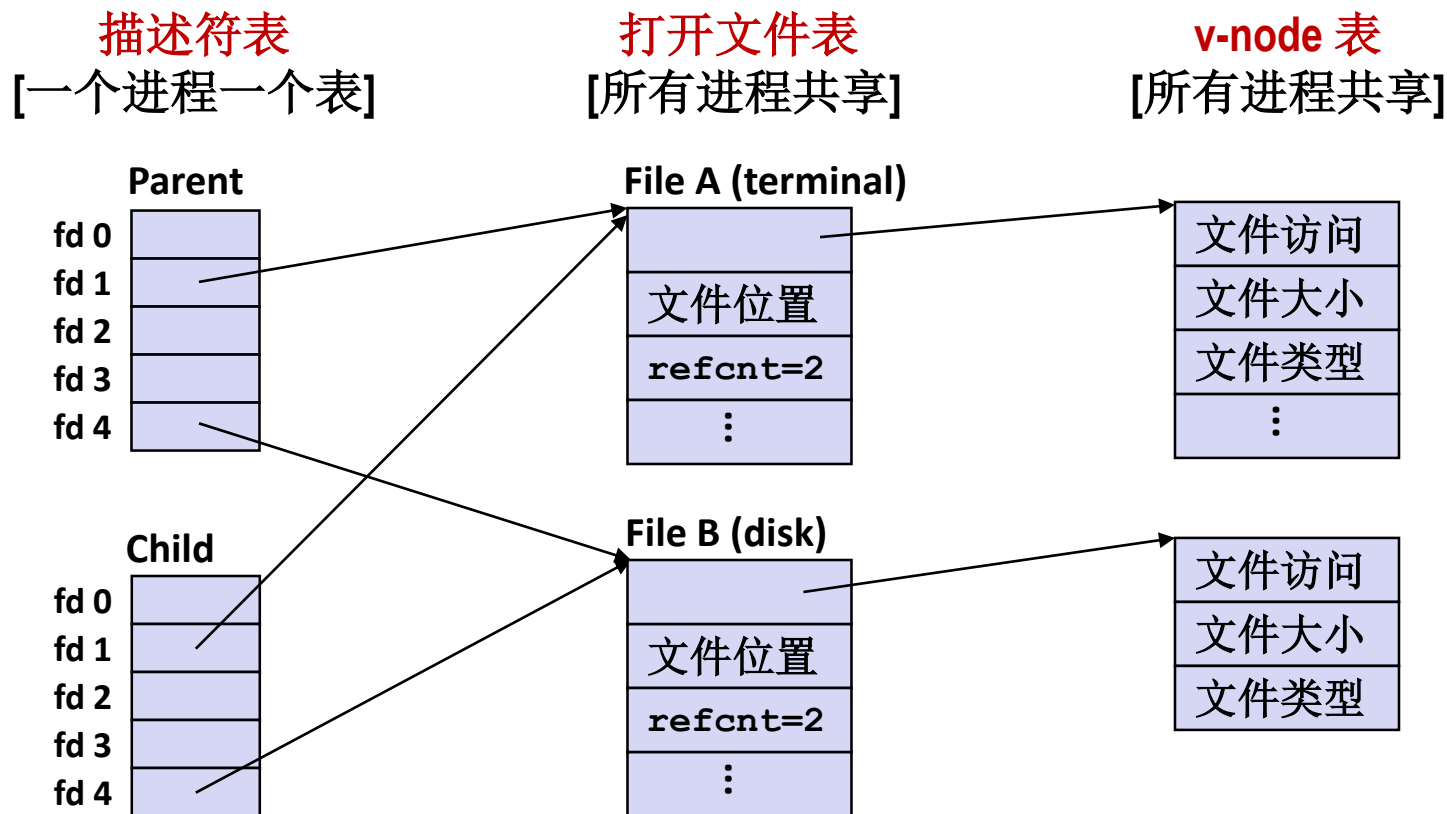 描述符表
[一个进程一个表]
打开文件表
[所有进程共享]
v-node 表
[所有进程共享]
Parent
fd 0
fd 1
fd 2
fd 3
fd 4
Child
fd 0
fd 1
fd 2
fd 3
fd 4
File A (terminal)
文件位置
refcnt=2
⋮
File B (disk)
文件位置
refcnt=2
⋮
文件访问
文件大小
文件类型
⋮
文件访问
文件大小
文件类型